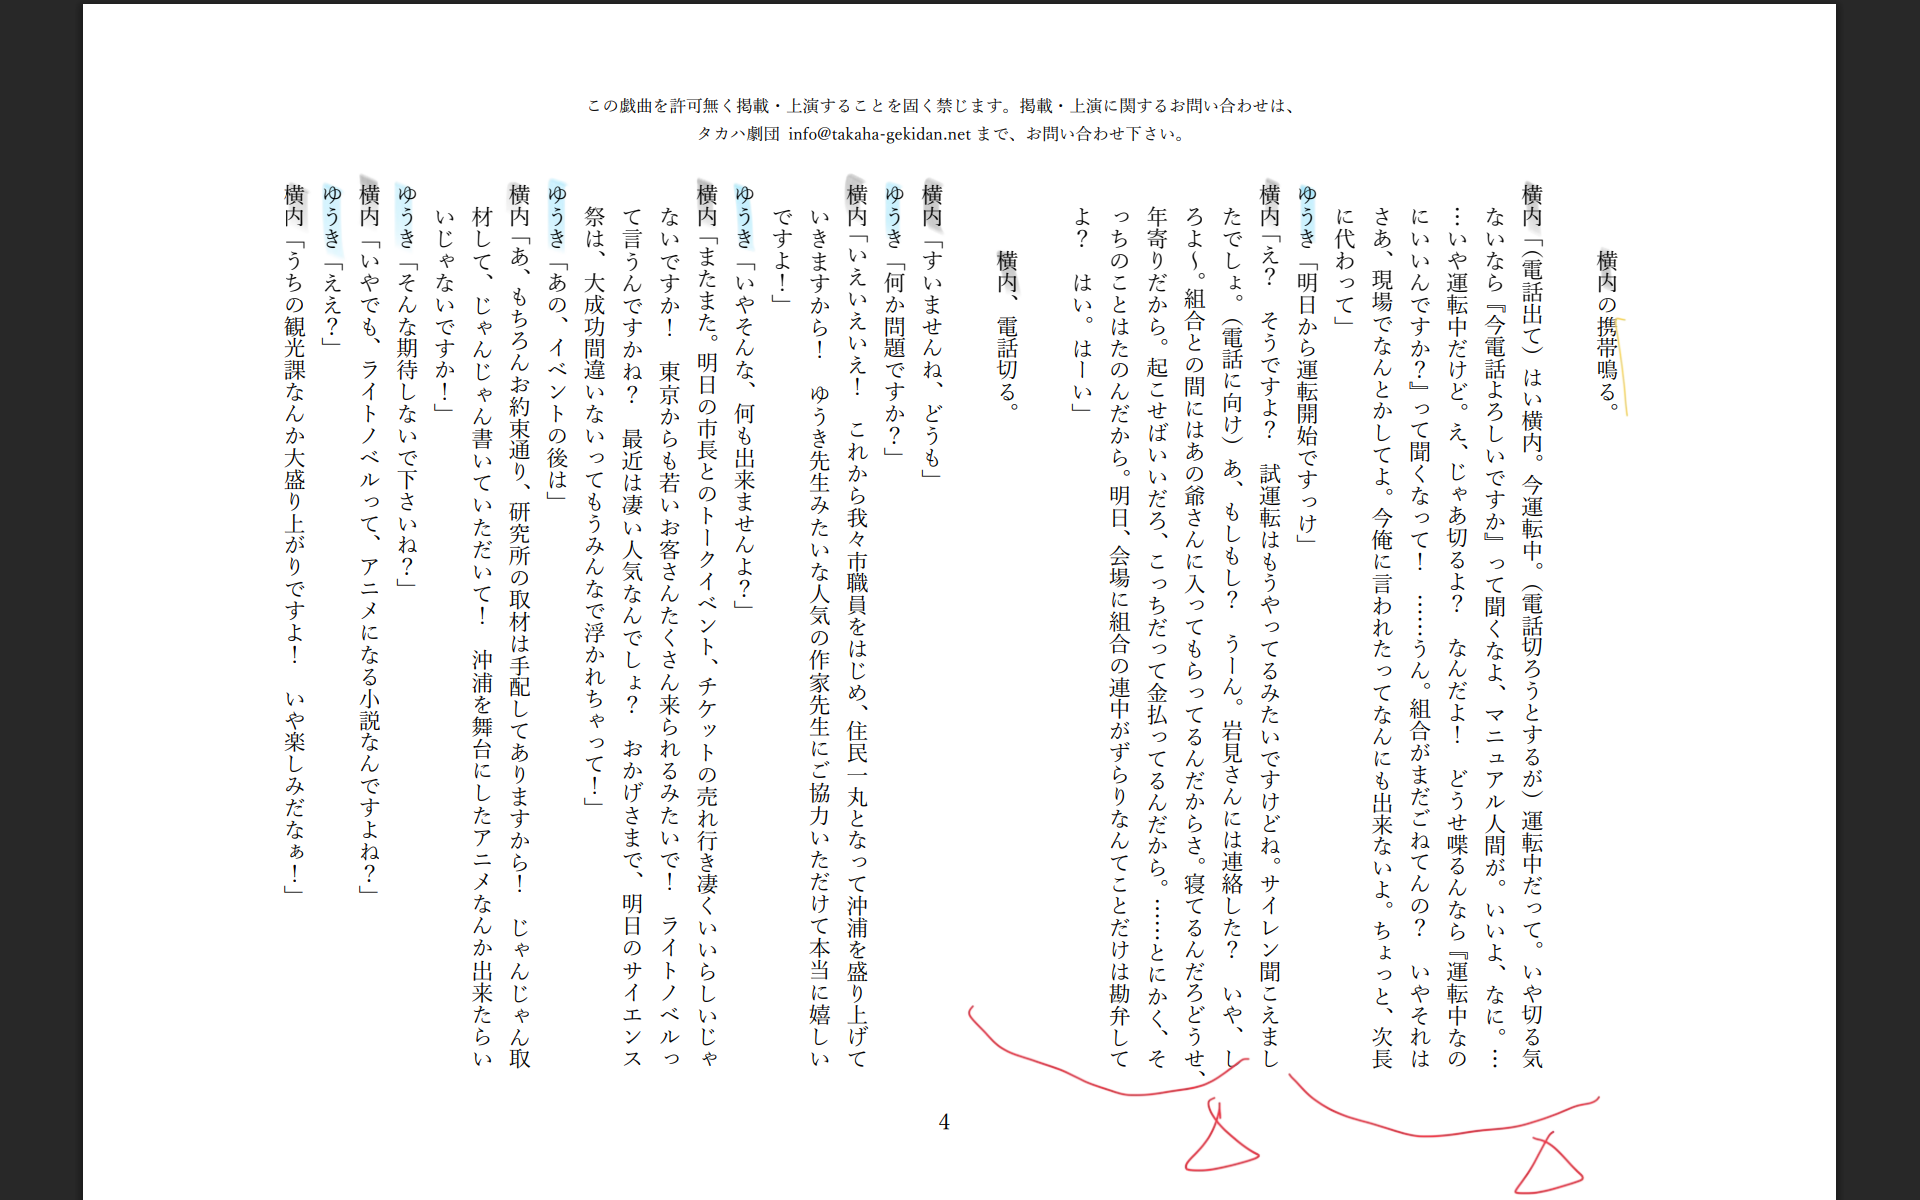 この戯曲を許可無く掲載・上演することを固く禁じます。掲載・上演に関するお問い合わせは、
タカハ劇団 info@takaha-gekidan.net まで、お問い合わせ下さい。
横内の携帯鳴る。
横内「（電話出て）はい横内。今運転中。（電話切ろうとするが）運転中だって。いや切る気
ないなら『今電話よろしいですか』って聞くなよ、マニュアル人間が。いいよ、なに。…
…いや運転中だけど。え、じゃあ切るよ？　なんだよ！　どうせ喋るんなら『運転中なの
にいいんですか？』って聞くなって！　……うん。組合がまだごねてんの？　いやそれは
さあ、現場でなんとかしてよ。今俺に言われたってなんにも出来ないよ。ちょっと、次長
に代わって」
ゆうき「明日から運転開始ですっけ」
横内「え？　そうですよ？　試運転はもうやってるみたいですけどね。サイレン聞こえまし
たでしょ。（電話に向け）あ、もしもし？　うーん。岩見さんには連絡した？　いや、し
ろよ～。組合との間にはあの爺さんに入ってもらってるんだからさ。寝てるんだろどうせ、
年寄りだから。起こせばいいだろ、こっちだって金払ってるんだから。……とにかく、そ
っちのことはたのんだから。明日、会場に組合の連中がずらりなんてことだけは勘弁して
よ？　はい。はーい」
横内、電話切る。
横内「すいませんね、どうも」
ゆうき「何か問題ですか？」
横内「いえいえいえ！　これから我々市職員をはじめ、住民一丸となって沖浦を盛り上げて
いきますから！　ゆうき先生みたいな人気の作家先生にご協力いただけて本当に嬉しい
ですよ！」
ゆうき「いやそんな、何も出来ませんよ？」
横内「またまた。明日の市長とのトークイベント、チケットの売れ行き凄くいいらしいじゃ
ないですか！　東京からも若いお客さんたくさん来られるみたいで！　ライトノベルっ
て言うんですかね？　最近は凄い人気なんでしょ？　おかげさまで、明日のサイエンス
祭は、大成功間違いないってもうみんなで浮かれちゃって！」
ゆうき「あの、イベントの後は」
横内「あ、もちろんお約束通り、研究所の取材は手配してありますから！　じゃんじゃん取
材して、じゃんじゃん書いていただいて！　沖浦を舞台にしたアニメなんか出来たらい
いじゃないですか！」
ゆうき「そんな期待しないで下さいね？」
横内「いやでも、ライトノベルって、アニメになる小説なんですよね？」
ゆうき「ええ？」
横内「うちの観光課なんか大盛り上がりですよ！　いや楽しみだなぁ！」
4